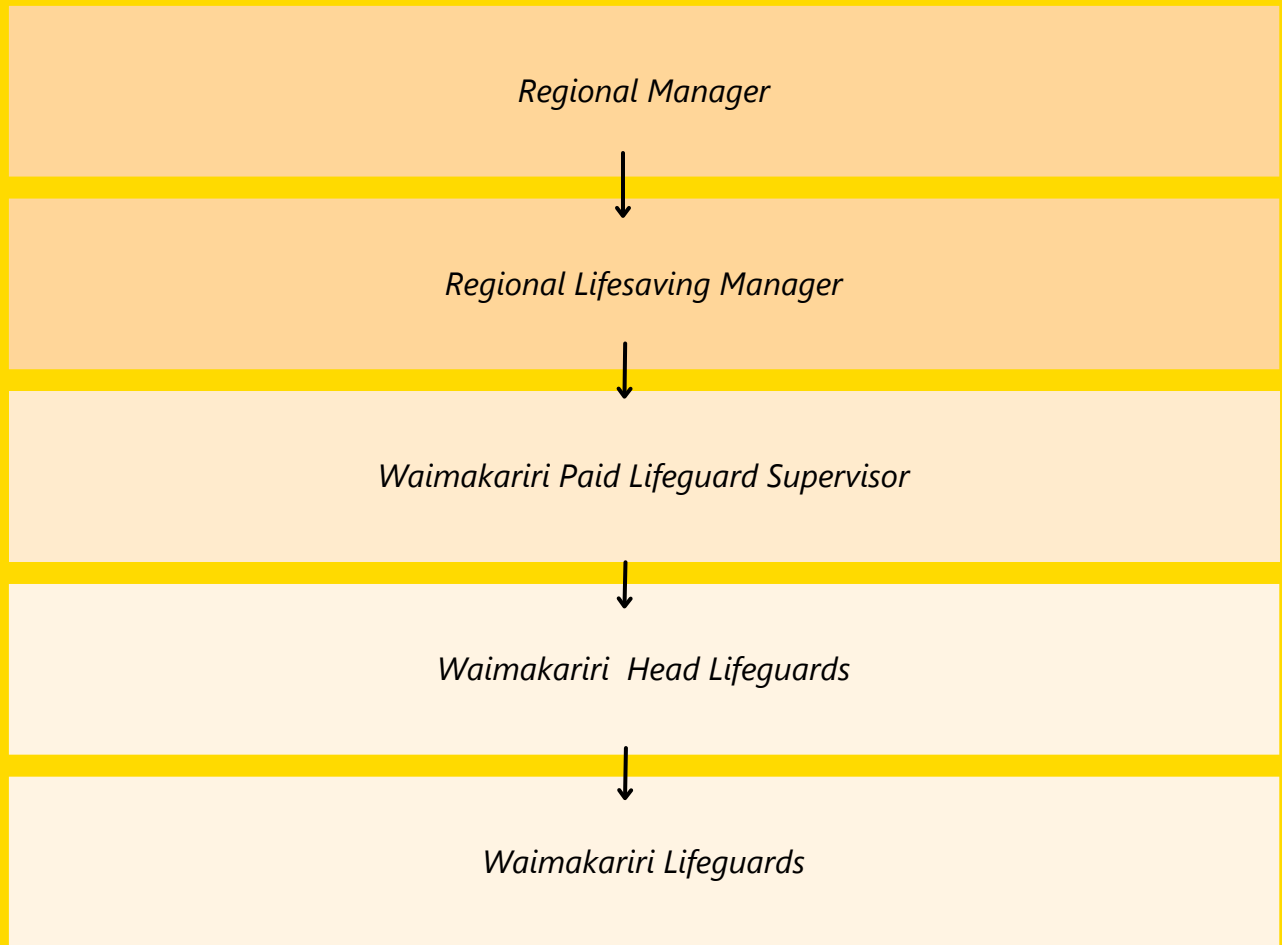 Regional Manager
Regional Lifesaving Manager
Waimakariri Paid Lifeguard Supervisor
Waimakariri  Head Lifeguards
Waimakariri Lifeguards